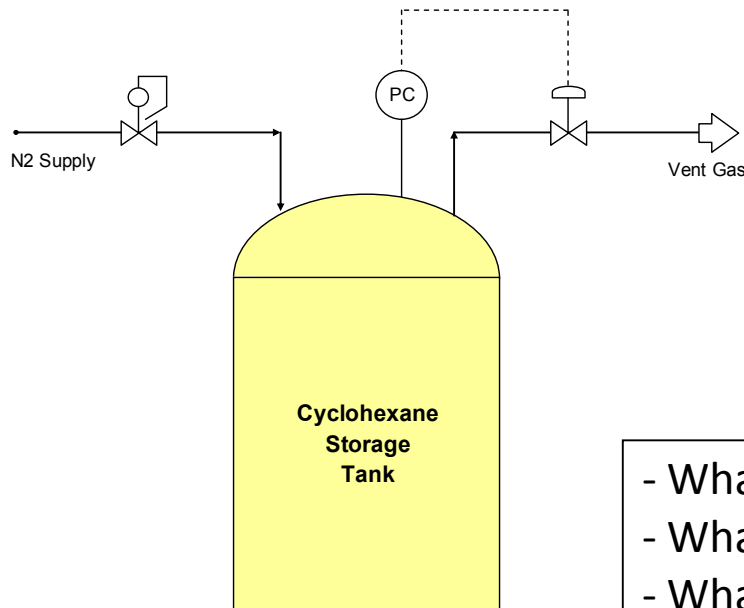 PC
N2 Supply
Vent Gas
Cyclohexane
Storage
Tank
- Wha
- Wha
- Wha